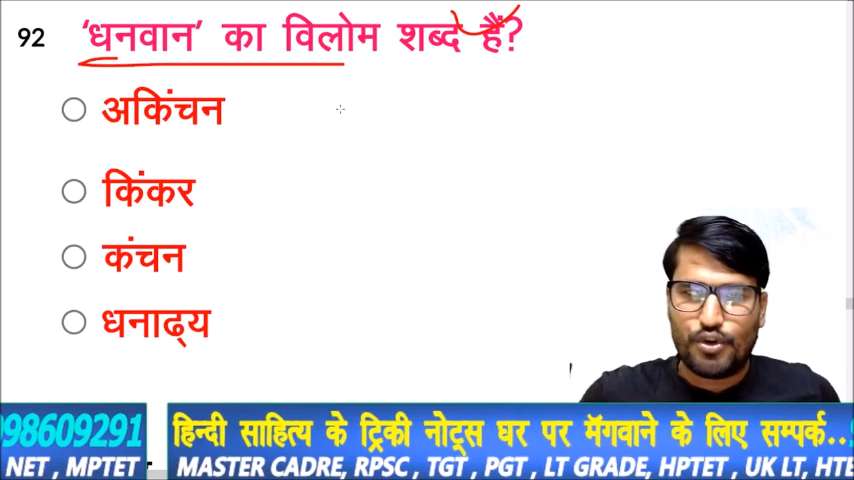 92 'धनवान' का विलोम शब्द हैं?
अकिंचन
किंकर
कंचन
धनाढ्य
98609291 हिन्दी साहित्य के ट्रिकी नोट्स घर पर मॅगवाने के लिए सम्पर्क..
NET , MPTET MASTER CADRE, RPSC , TGT , PGT , LT GRADE, HPTET , UK LT, HTE